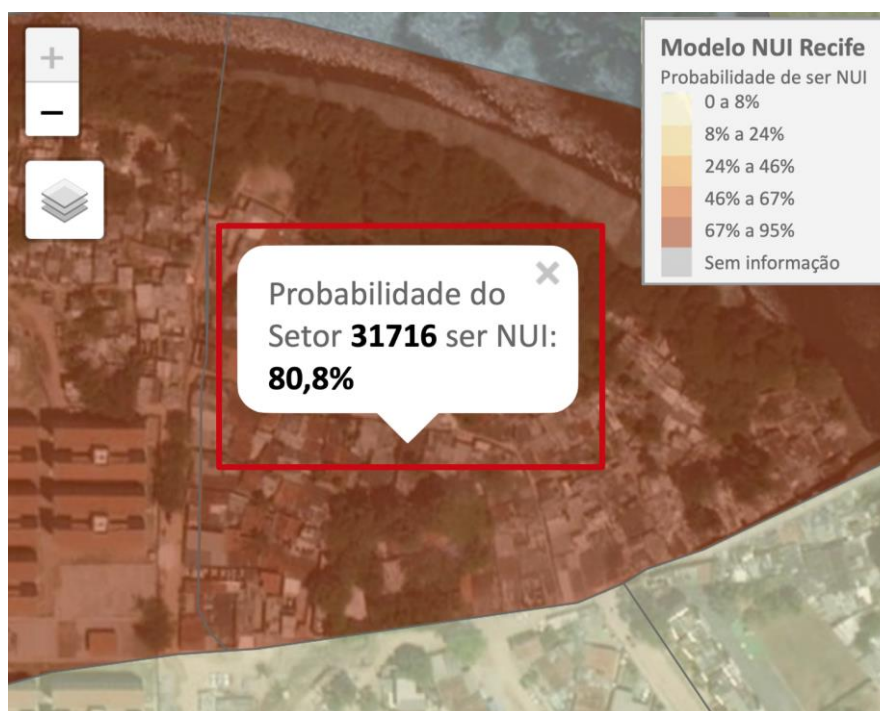 +
−
Modelo NUI Recife
Probabilidade de ser NUI
0 a 8%
8% a 24%
24% a 46%
46% a 67%
67% a 95%
Sem informação
×
Probabilidade do
Setor 31716 ser NUI:
80,8%